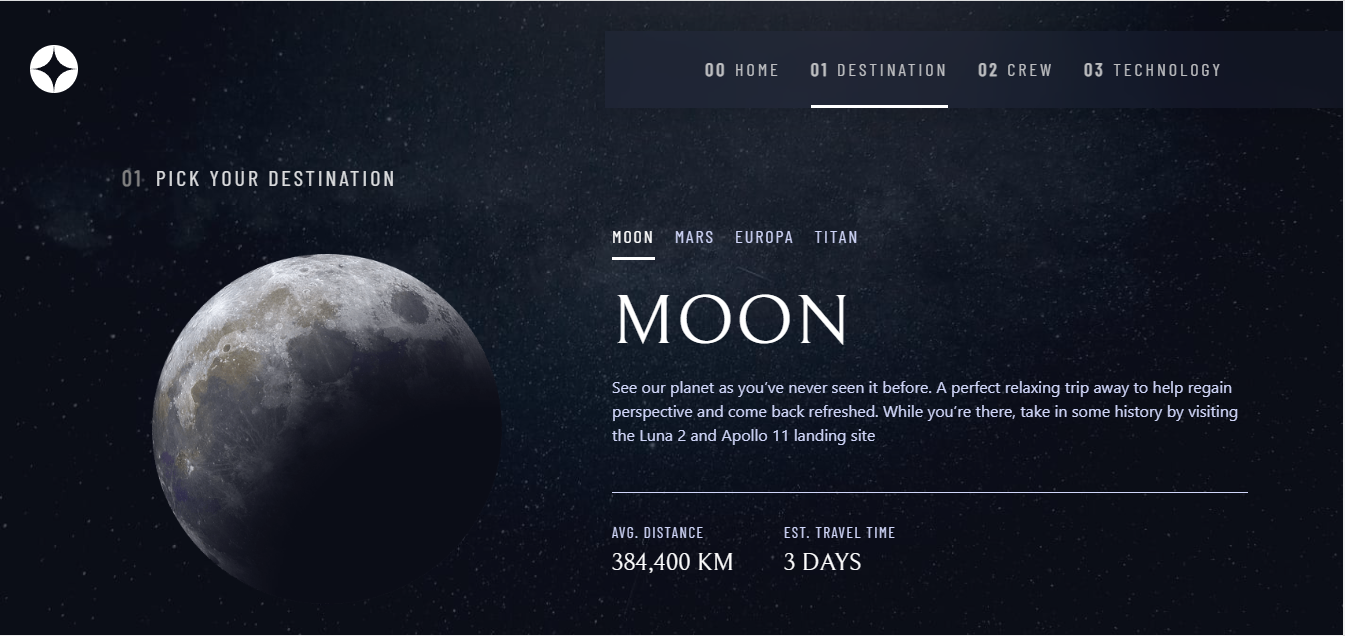 00 HOME 01 DESTINATION 02 CREW 03 TECHNOLOGY
01 PICK YOUR DESTINATION
MOON MARS EUROPA TITAN
MOON
See our planet as you’ve never seen it before. A perfect relaxing trip away to help regain
perspective and come back refreshed. While you’re there, take in some history by visiting
the Luna 2 and Apollo 11 landing site
AVG. DISTANCE EST. TRAVEL TIME
384,400 KM 3 DAYS